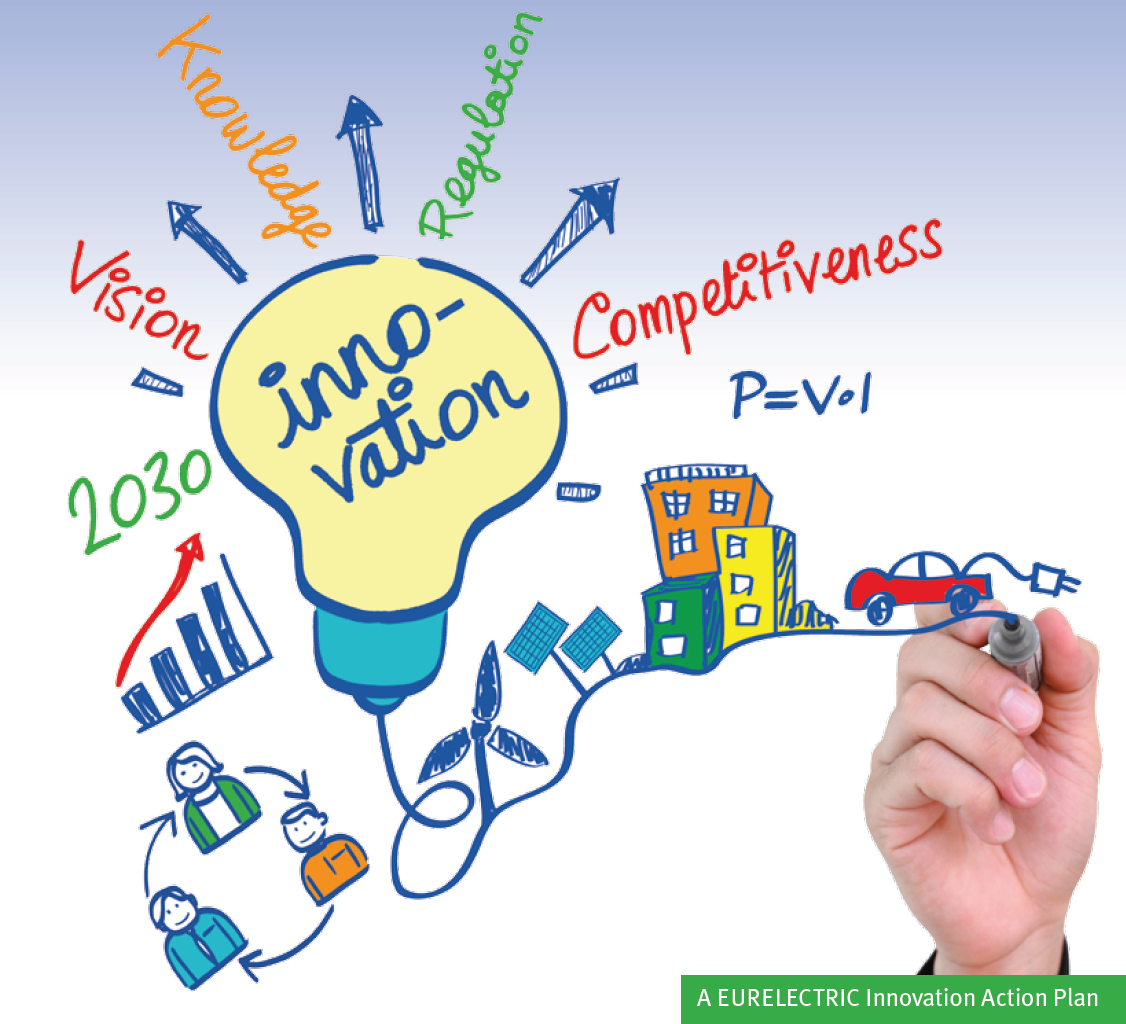 Knowledge
Regulation
Vision
Competitiveness
inno-
vation
P=V•I
2030
A EURELECTRIC Innovation Action Plan